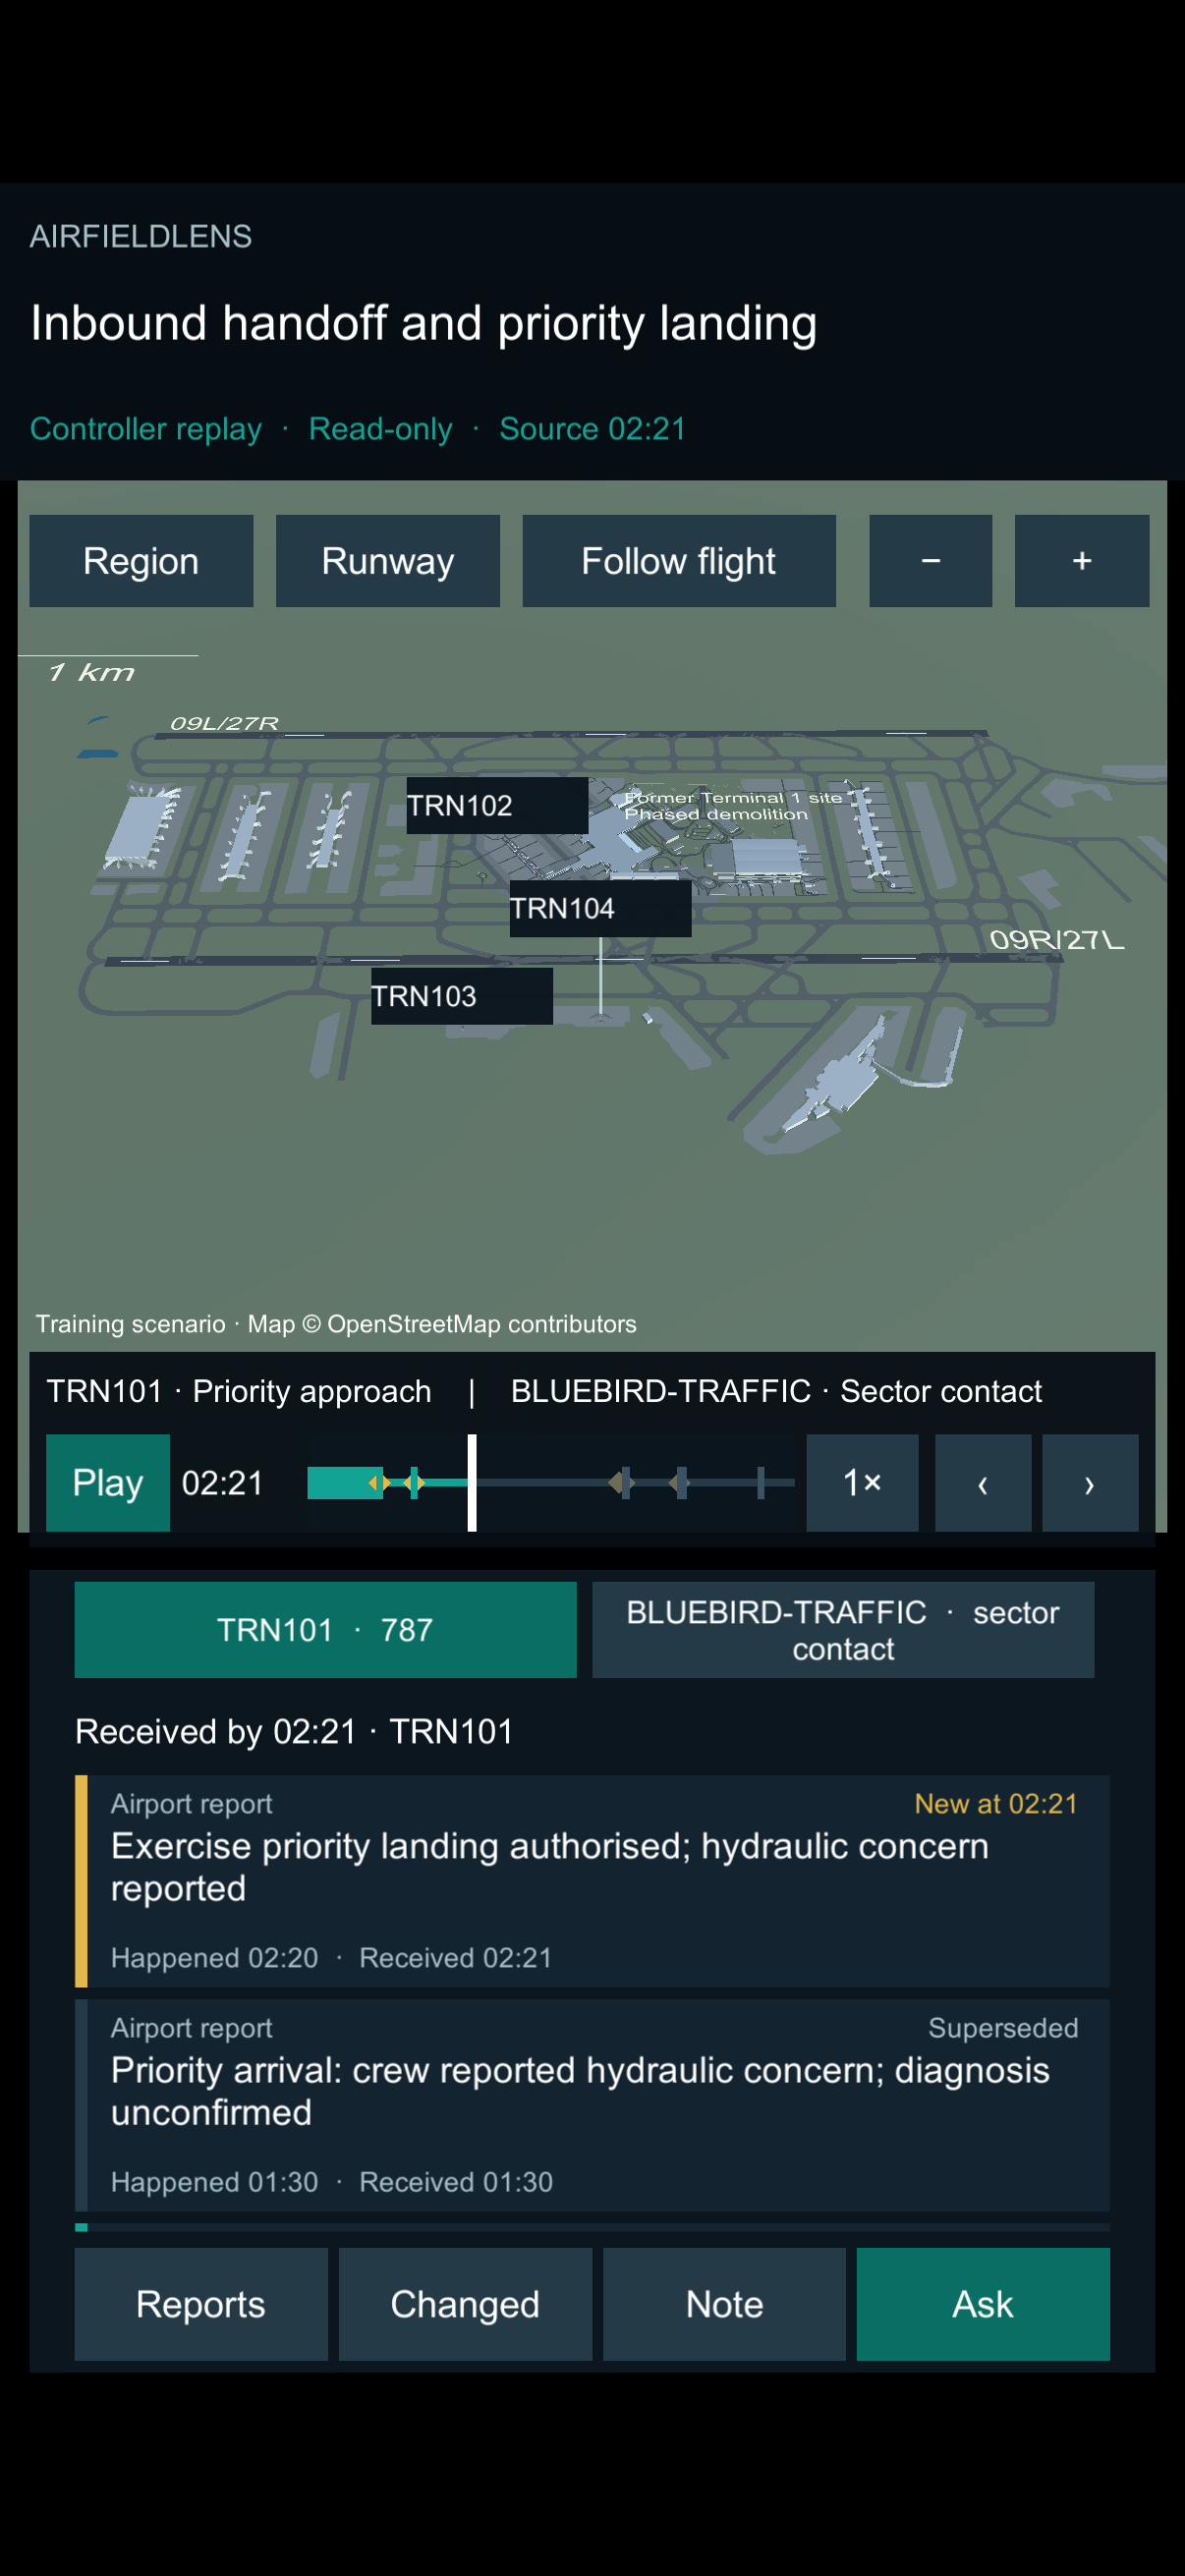 AIRFIELDLENS
Inbound handoff and priority landing
Controller replay · Read-only · Source 02:21
Region Runway Follow flight − +
1 km
09L/27R
TRN102
Former Terminal 1 site
Phased demolition
TRN104
09R/27L
TRN103
Training scenario · Map © OpenStreetMap contributors
TRN101 · Priority approach | BLUEBIRD-TRAFFIC · Sector contact
Play 02:21 1× ‹ ›
TRN101 · 787
BLUEBIRD-TRAFFIC · sector
contact
Received by 02:21 · TRN101
Airport report New at 02:21
Exercise priority landing authorised; hydraulic concern
reported
Happened 02:20 · Received 02:21
Airport report Superseded
Priority arrival: crew reported hydraulic concern; diagnosis
unconfirmed
Happened 01:30 · Received 01:30
Reports Changed Note Ask